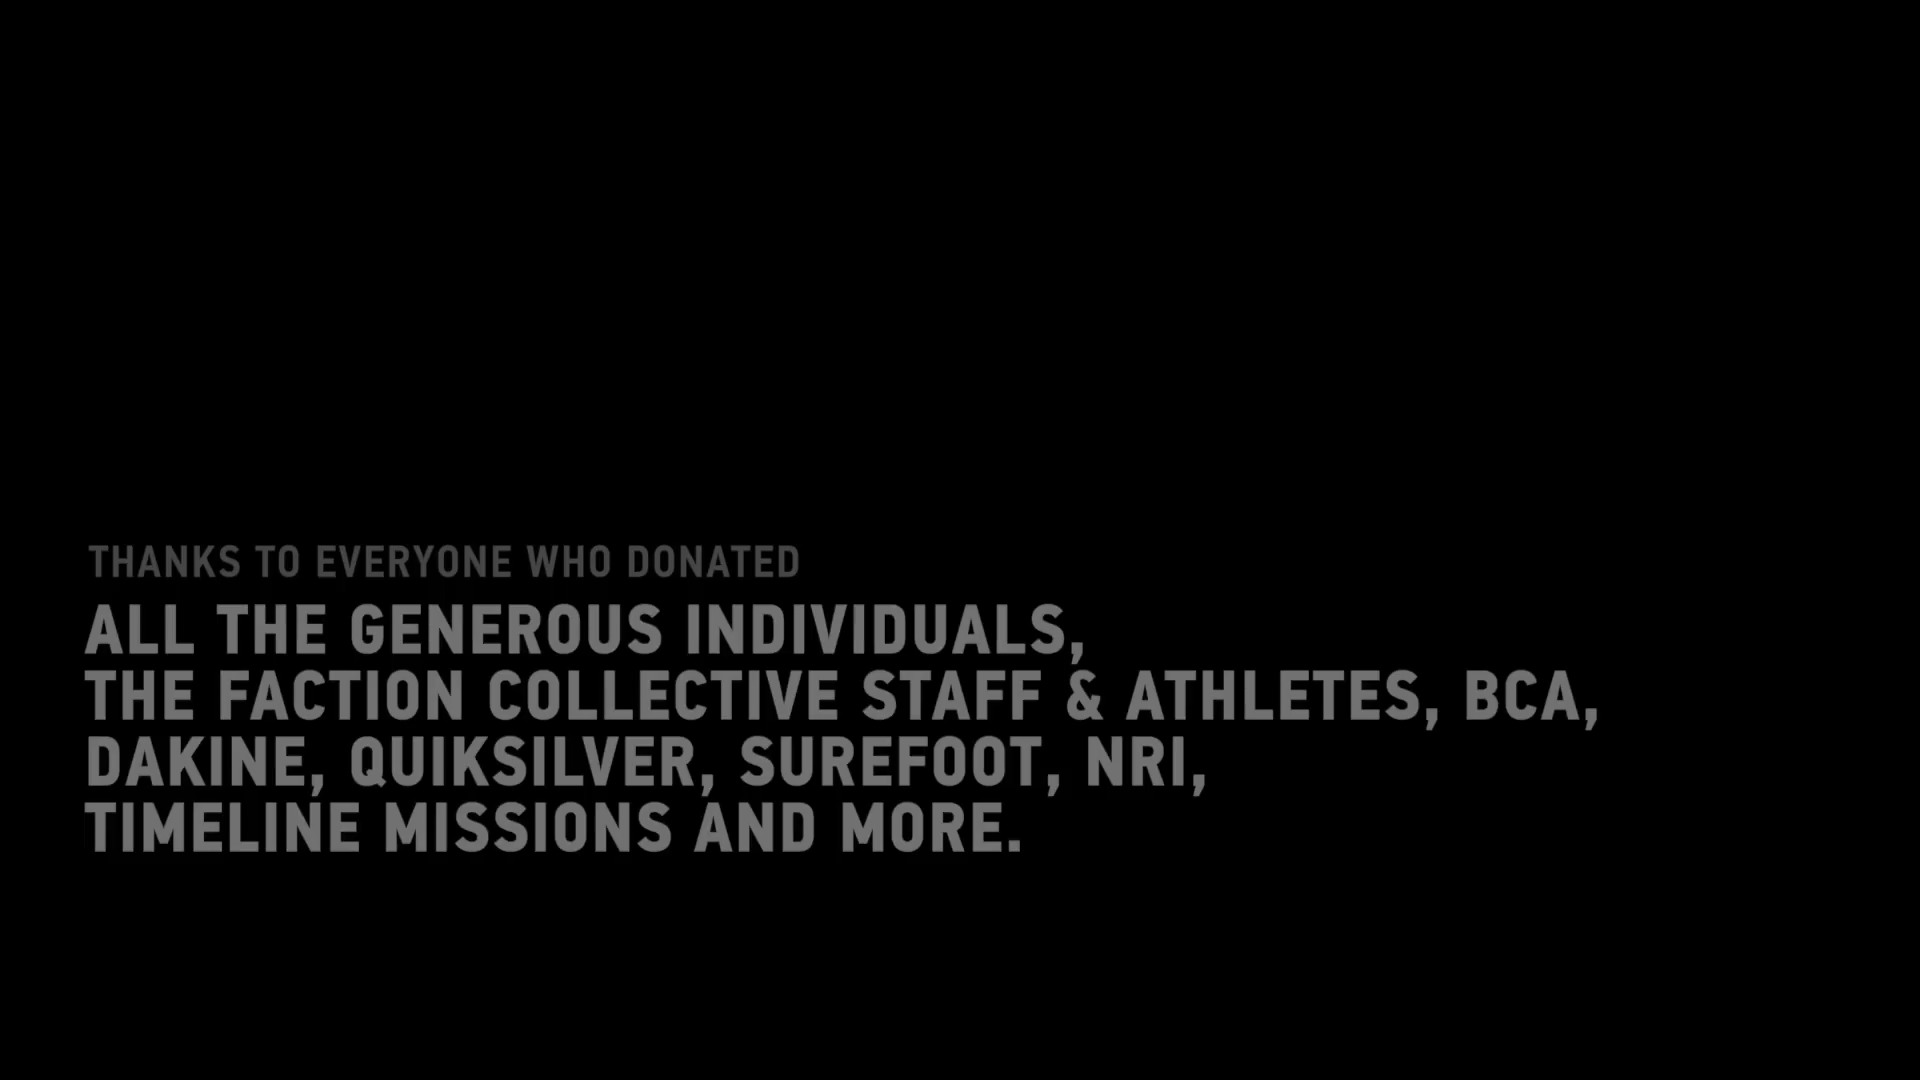 THANKS TO EVERYONE WHO DONATED
ALL THE GENEROUS INDIVIDUALS,
THE FACTION COLLECTIVE STAFF & ATHLETES, BCA,
DAKINE, QUIKSILVER, SUREFOOT, NRI,
TIMELINE MISSIONS AND MORE.